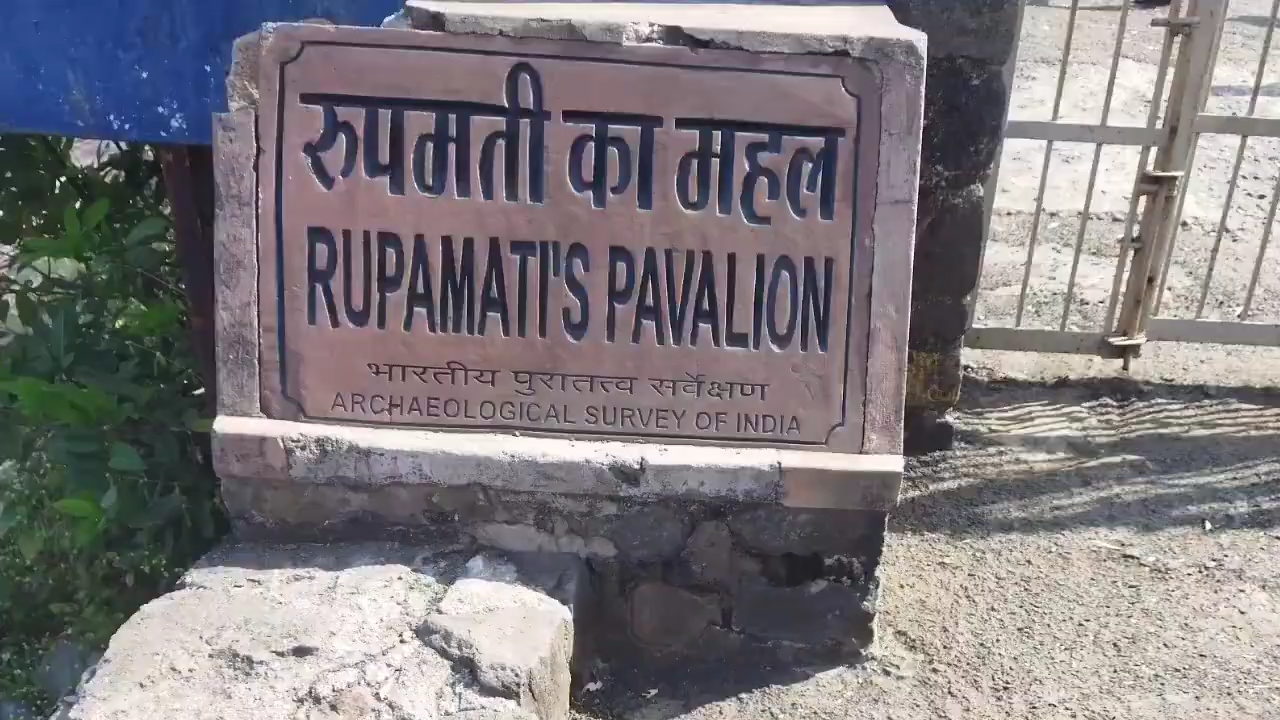 रुपमती का महल
RUPAMATI'S PAVALION
भारतीय पुरातत्व सर्वेक्षण
ARCHAEOLOGICAL SURVEY OF INDIA